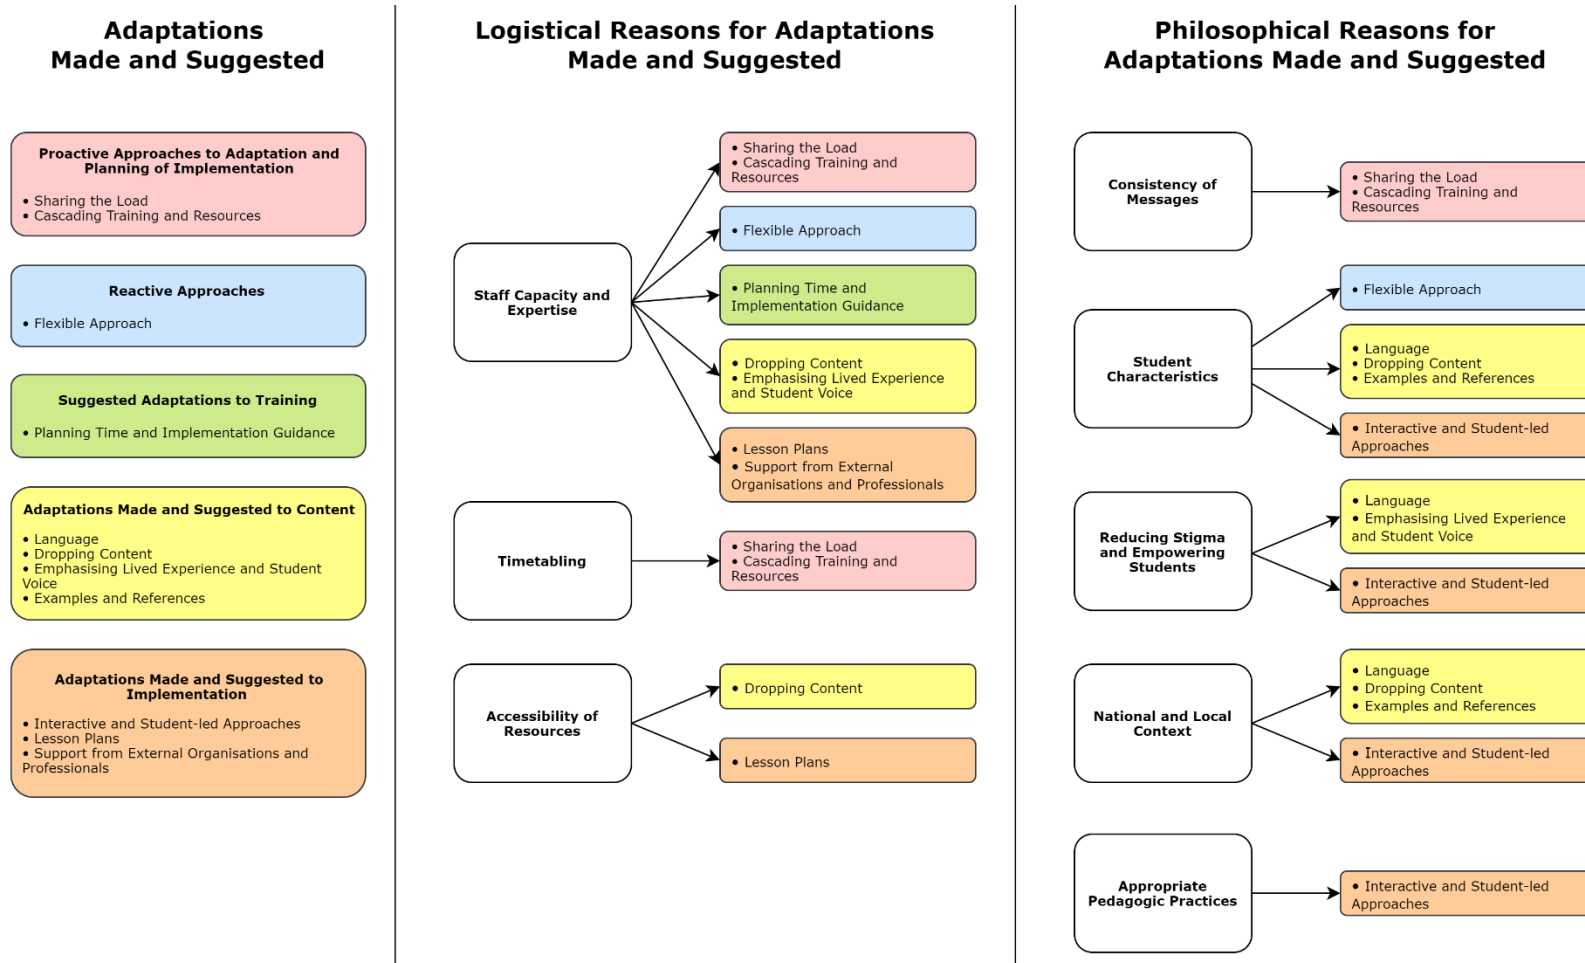 Adaptations
Made and Suggested
Proactive Approaches to Adaptation and
Planning of Implementation
• Sharing the Load
• Cascading Training and Resources
Reactive Approaches
• Flexible Approach
Suggested Adaptations to Training
• Planning Time and Implementation Guidance
Adaptations Made and Suggested to Content
• Language
• Dropping Content
• Emphasising Lived Experience and Student
Voice
• Examples and References
Adaptations Made and Suggested to
Implementation
• Interactive and Student-led Approaches
• Lesson Plans
• Support from External Organisations and
Professionals
Logistical Reasons for Adaptations
Made and Suggested
Staff Capacity and
Expertise
• Sharing the Load
• Cascading Training and
Resources
• Flexible Approach
• Planning Time and
Implementation Guidance
• Dropping Content
• Emphasising Lived Experience
and Student Voice
• Lesson Plans
• Support from External
Organisations and Professionals
Timetabling
• Sharing the Load
• Cascading Training and
Resources
Accessibility of
Resources
• Dropping Content
• Lesson Plans
Philosophical Reasons for
Adaptations Made and Suggested
Consistency of
Messages
• Sharing the Load
• Cascading Training and
Resources
Student
Characteristics
• Flexible Approach
• Language
• Dropping Content
• Examples and References
• Interactive and Student-led
Approaches
Reducing Stigma
and Empowering
Students
• Language
• Emphasising Lived Experience
and Student Voice
• Interactive and Student-led
Approaches
National and Local
Context
• Language
• Dropping Content
• Examples and References
• Interactive and Student-led
Approaches
Appropriate
Pedagogic Practices
• Interactive and Student-led
Approaches